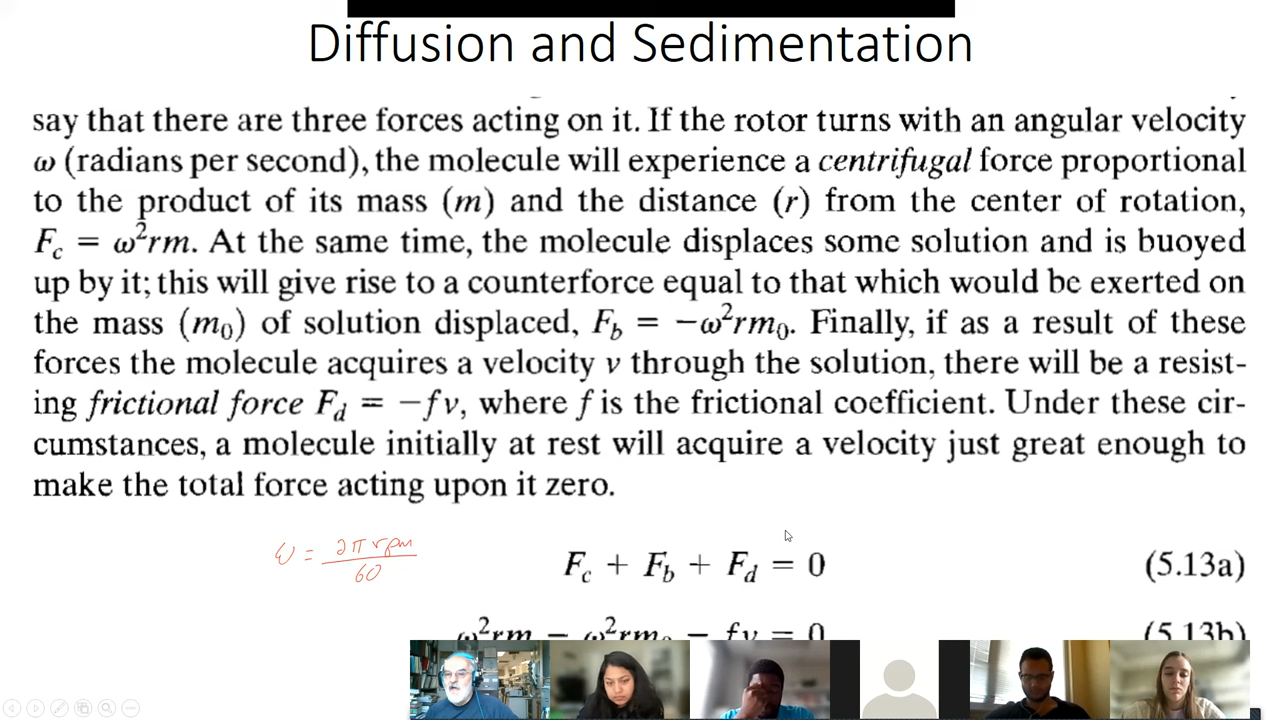 Diffusion and Sedimentation
say that there are three forces acting on it. If the rotor turns with an angular velocity
ω (radians per second), the molecule will experience a centrifugal force proportional
to the product of its mass (m) and the distance (r) from the center of rotation,
F_c = ω²rm. At the same time, the molecule displaces some solution and is buoyed
up by it; this will give rise to a counterforce equal to that which would be exerted on
the mass (m₀) of solution displaced, F_b = −ω²rm₀. Finally, if as a result of these
forces the molecule acquires a velocity v through the solution, there will be a resist-
ing frictional force F_d = −fv, where f is the frictional coefficient. Under these cir-
cumstances, a molecule initially at rest will acquire a velocity just great enough to
make the total force acting upon it zero.
ω = 2π rpm / 60
F_c + F_b + F_d = 0 (5.13a)
ω²rm − ω²rm₀ − fv = 0 (5.13b)